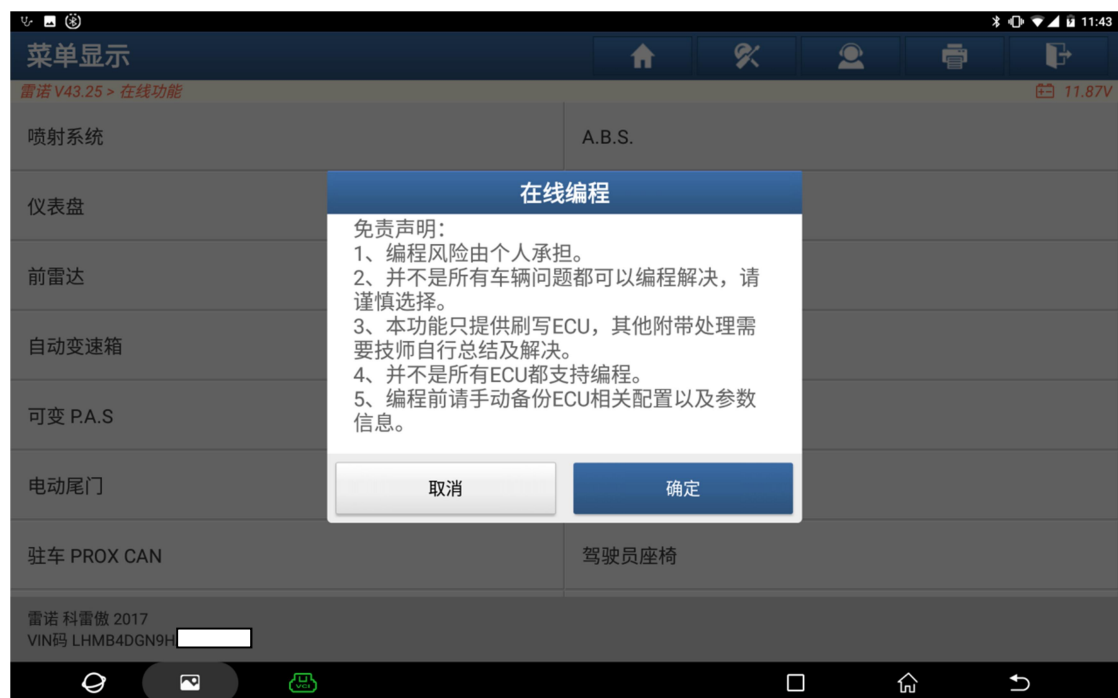 11:43
菜单显示
雷诺 V43.25 > 在线功能
11.87V
喷射系统
A.B.S.
仪表盘
前雷达
自动变速箱
可变 P.A.S
电动尾门
驻车 PROX CAN
驾驶员座椅
在线编程
免责声明：
1、编程风险由个人承担。
2、并不是所有车辆问题都可以编程解决，请
谨慎选择。
3、本功能只提供刷写ECU，其他附带处理需
要技师自行总结及解决。
4、并不是所有ECU都支持编程。
5、编程前请手动备份ECU相关配置以及参数
信息。
取消
确定
雷诺 科雷傲 2017
VIN码 LHMB4DGN9H
VCI